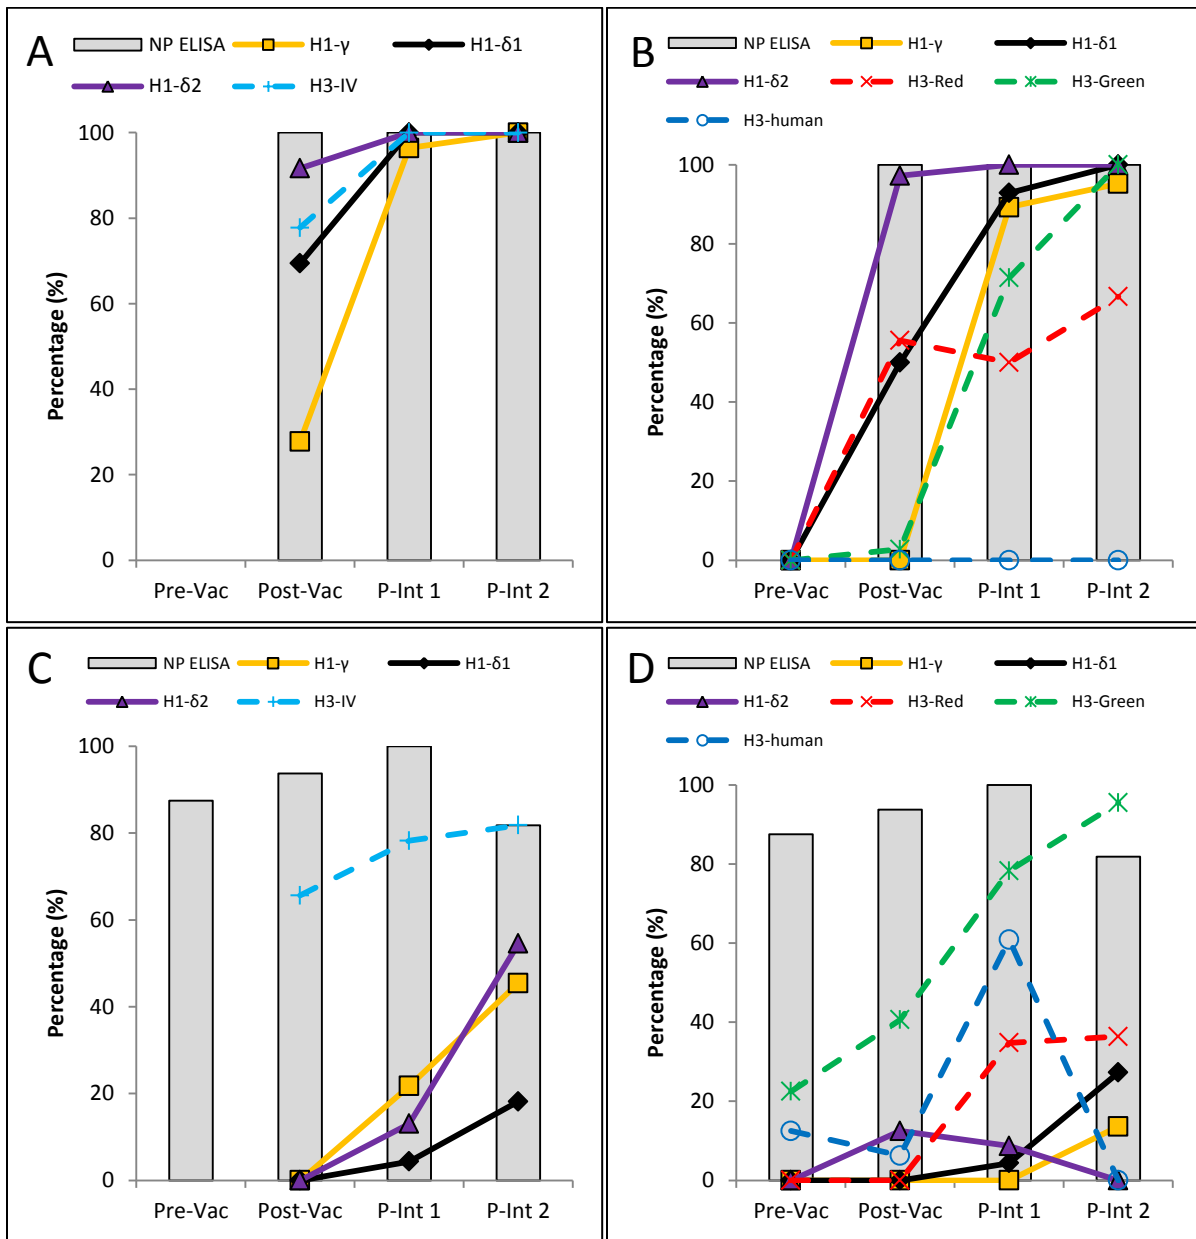 A
NP ELISA H1-γ H1-δ1
H1-δ2 H3-IV
Percentage (%)
100
80
60
40
20
0
Pre-Vac Post-Vac P-Int 1 P-Int 2
B
NP ELISA H1-γ H1-δ1
H1-δ2 H3-Red H3-Green
H3-human
Percentage (%)
100
80
60
40
20
0
Pre-Vac Post-Vac P-Int 1 P-Int 2
C
NP ELISA H1-γ H1-δ1
H1-δ2 H3-IV
Percentage (%)
100
80
60
40
20
0
Pre-Vac Post-Vac P-Int 1 P-Int 2
D
NP ELISA H1-γ H1-δ1
H1-δ2 H3-Red H3-Green
H3-human
Percentage (%)
100
80
60
40
20
0
Pre-Vac Post-Vac P-Int 1 P-Int 2